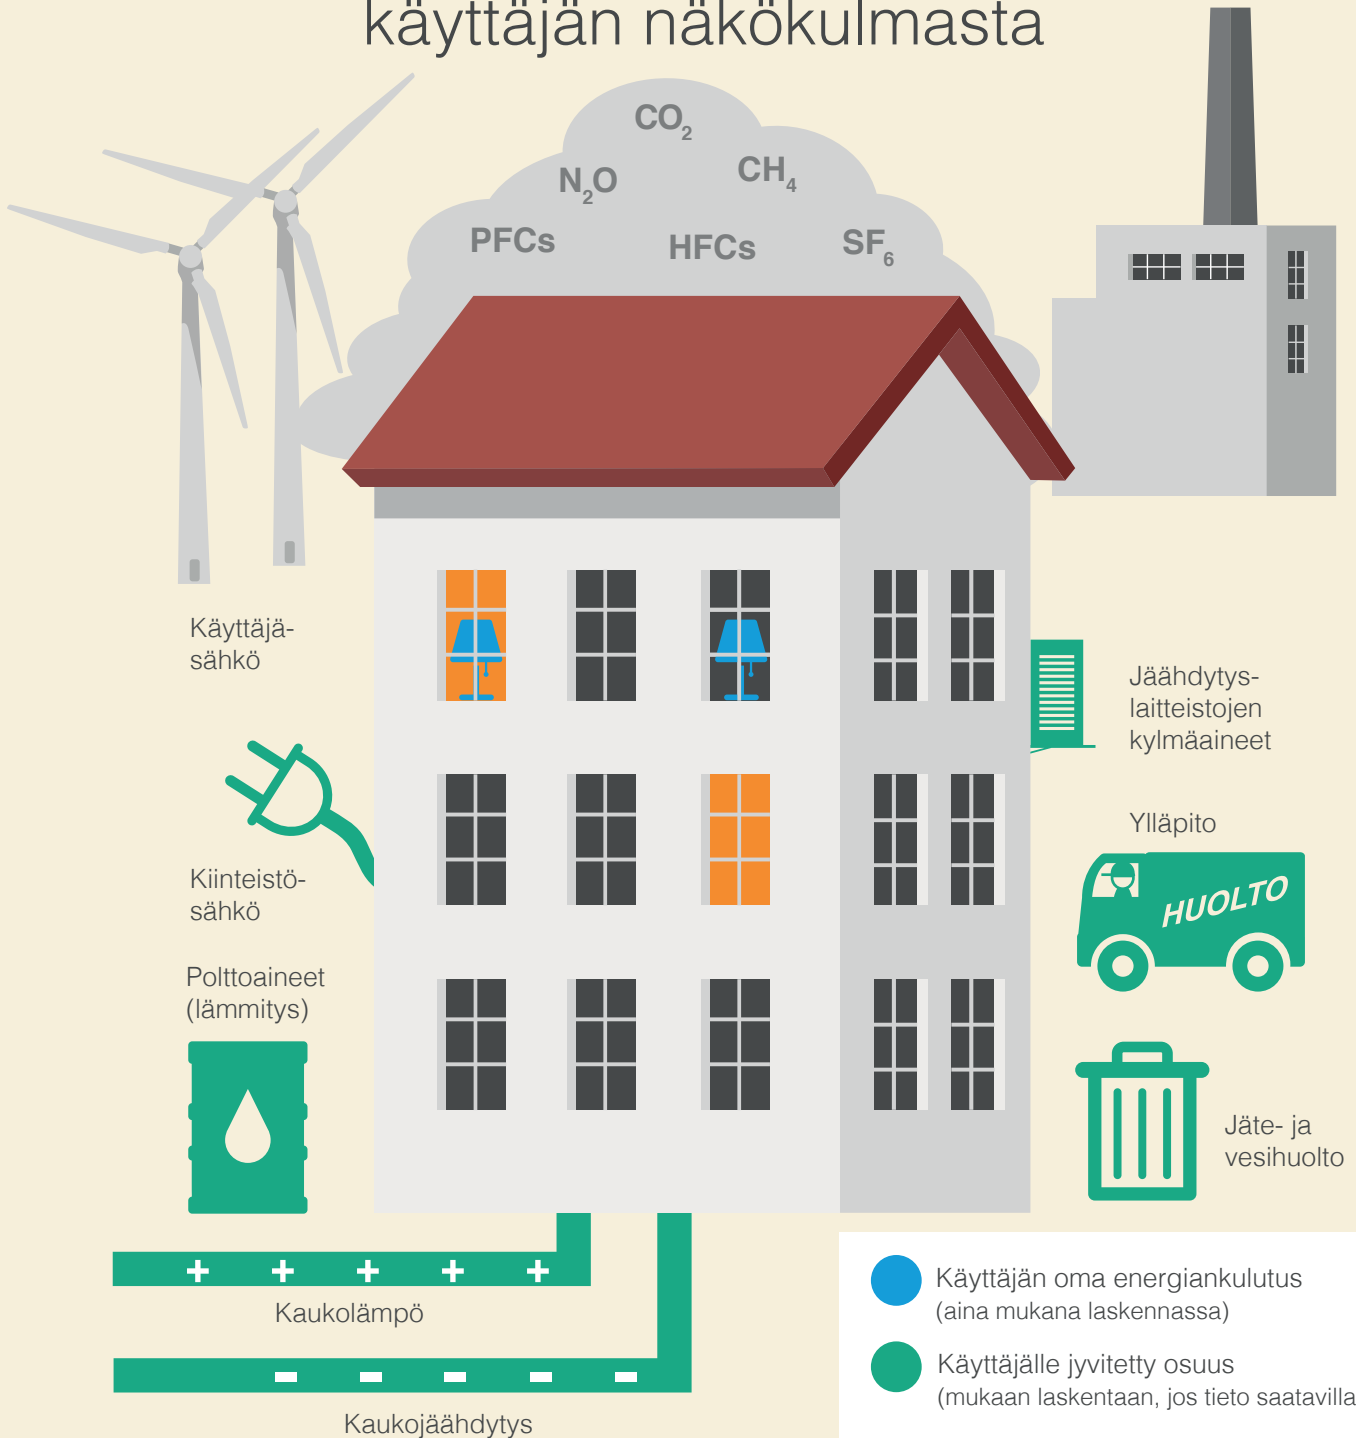 käyttäjän näkökulmasta
CO₂
N₂O
CH₄
PFCs
HFCs
SF₆
Käyttäjä-
sähkö
Kiinteistö-
sähkö
Polttoaineet
(lämmitys)
Jäähdytys-
laitteistojen
kylmäaineet
Ylläpito
HUOLTO
Jäte- ja
vesihuolto
Kaukolämpö
Kaukojäähdytys
Käyttäjän oma energiankulutus
(aina mukana laskennassa)
Käyttäjälle jyvitetty osuus
(mukaan laskentaan, jos tieto saatavilla